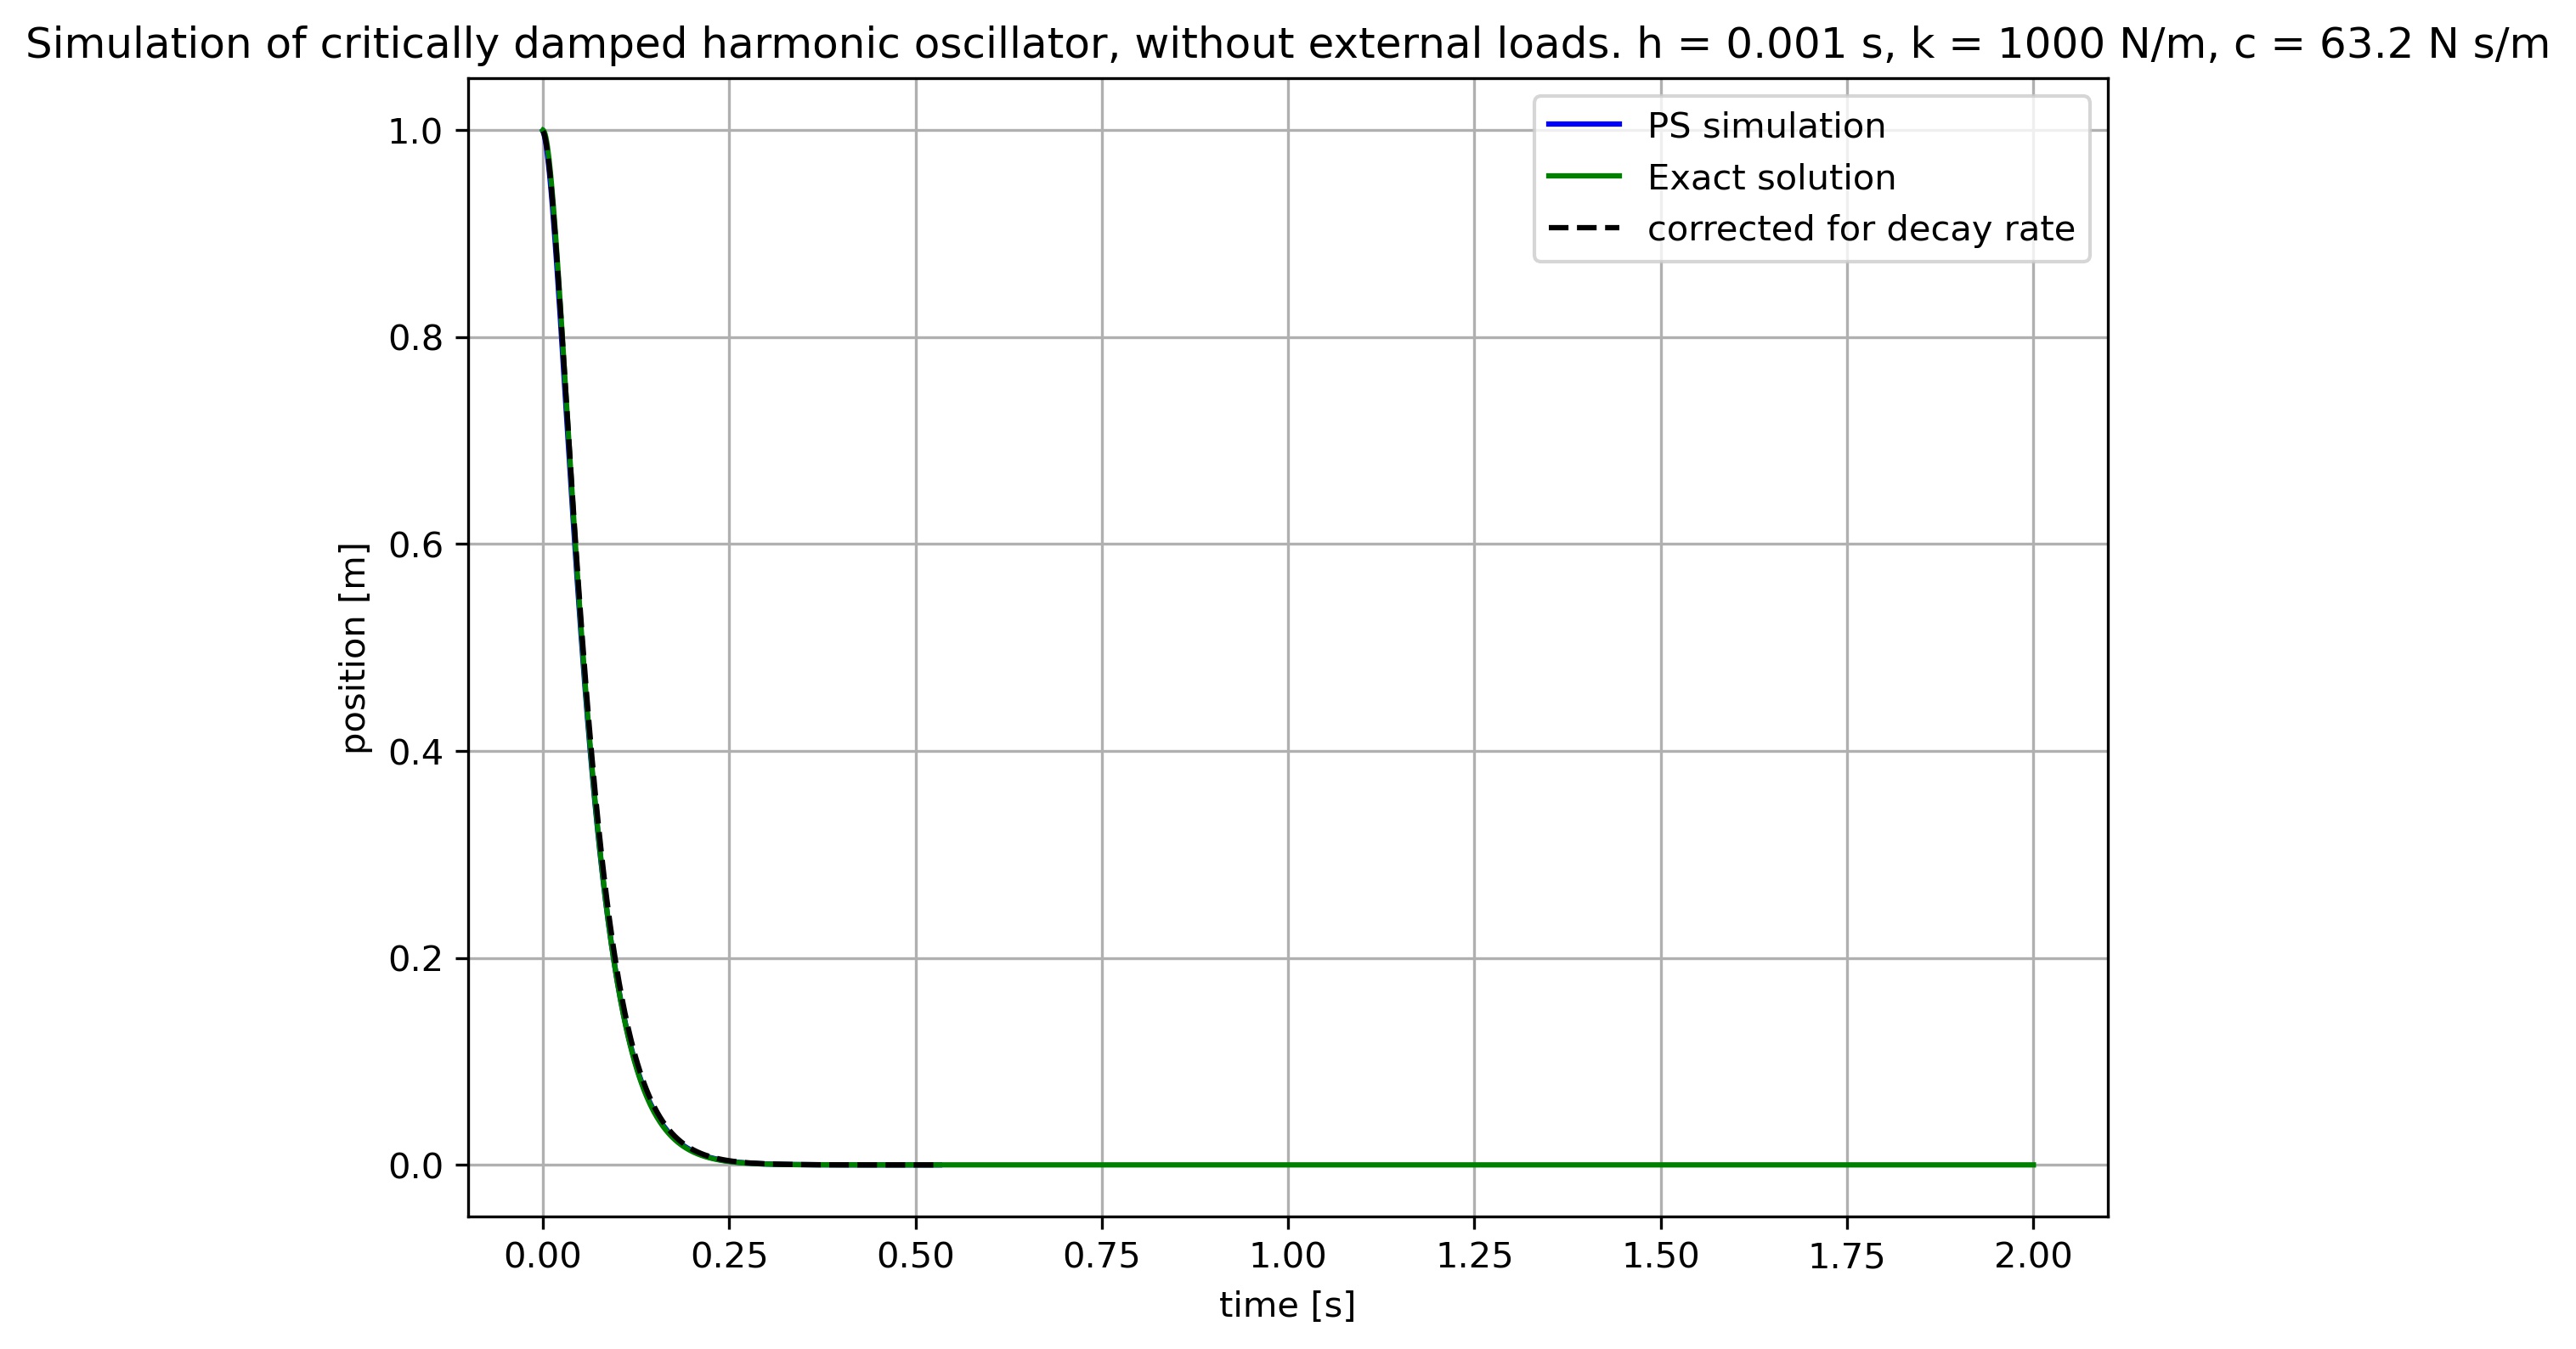 Simulation of critically damped harmonic oscillator, without external loads. h = 0.001 s, k = 1000 N/m, c = 63.2 N s/m
PS simulation
Exact solution
corrected for decay rate
1.0
0.8
0.6
0.4
0.2
0.0
position [m]
0.00 0.25 0.50 0.75 1.00 1.25 1.50 1.75 2.00
time [s]